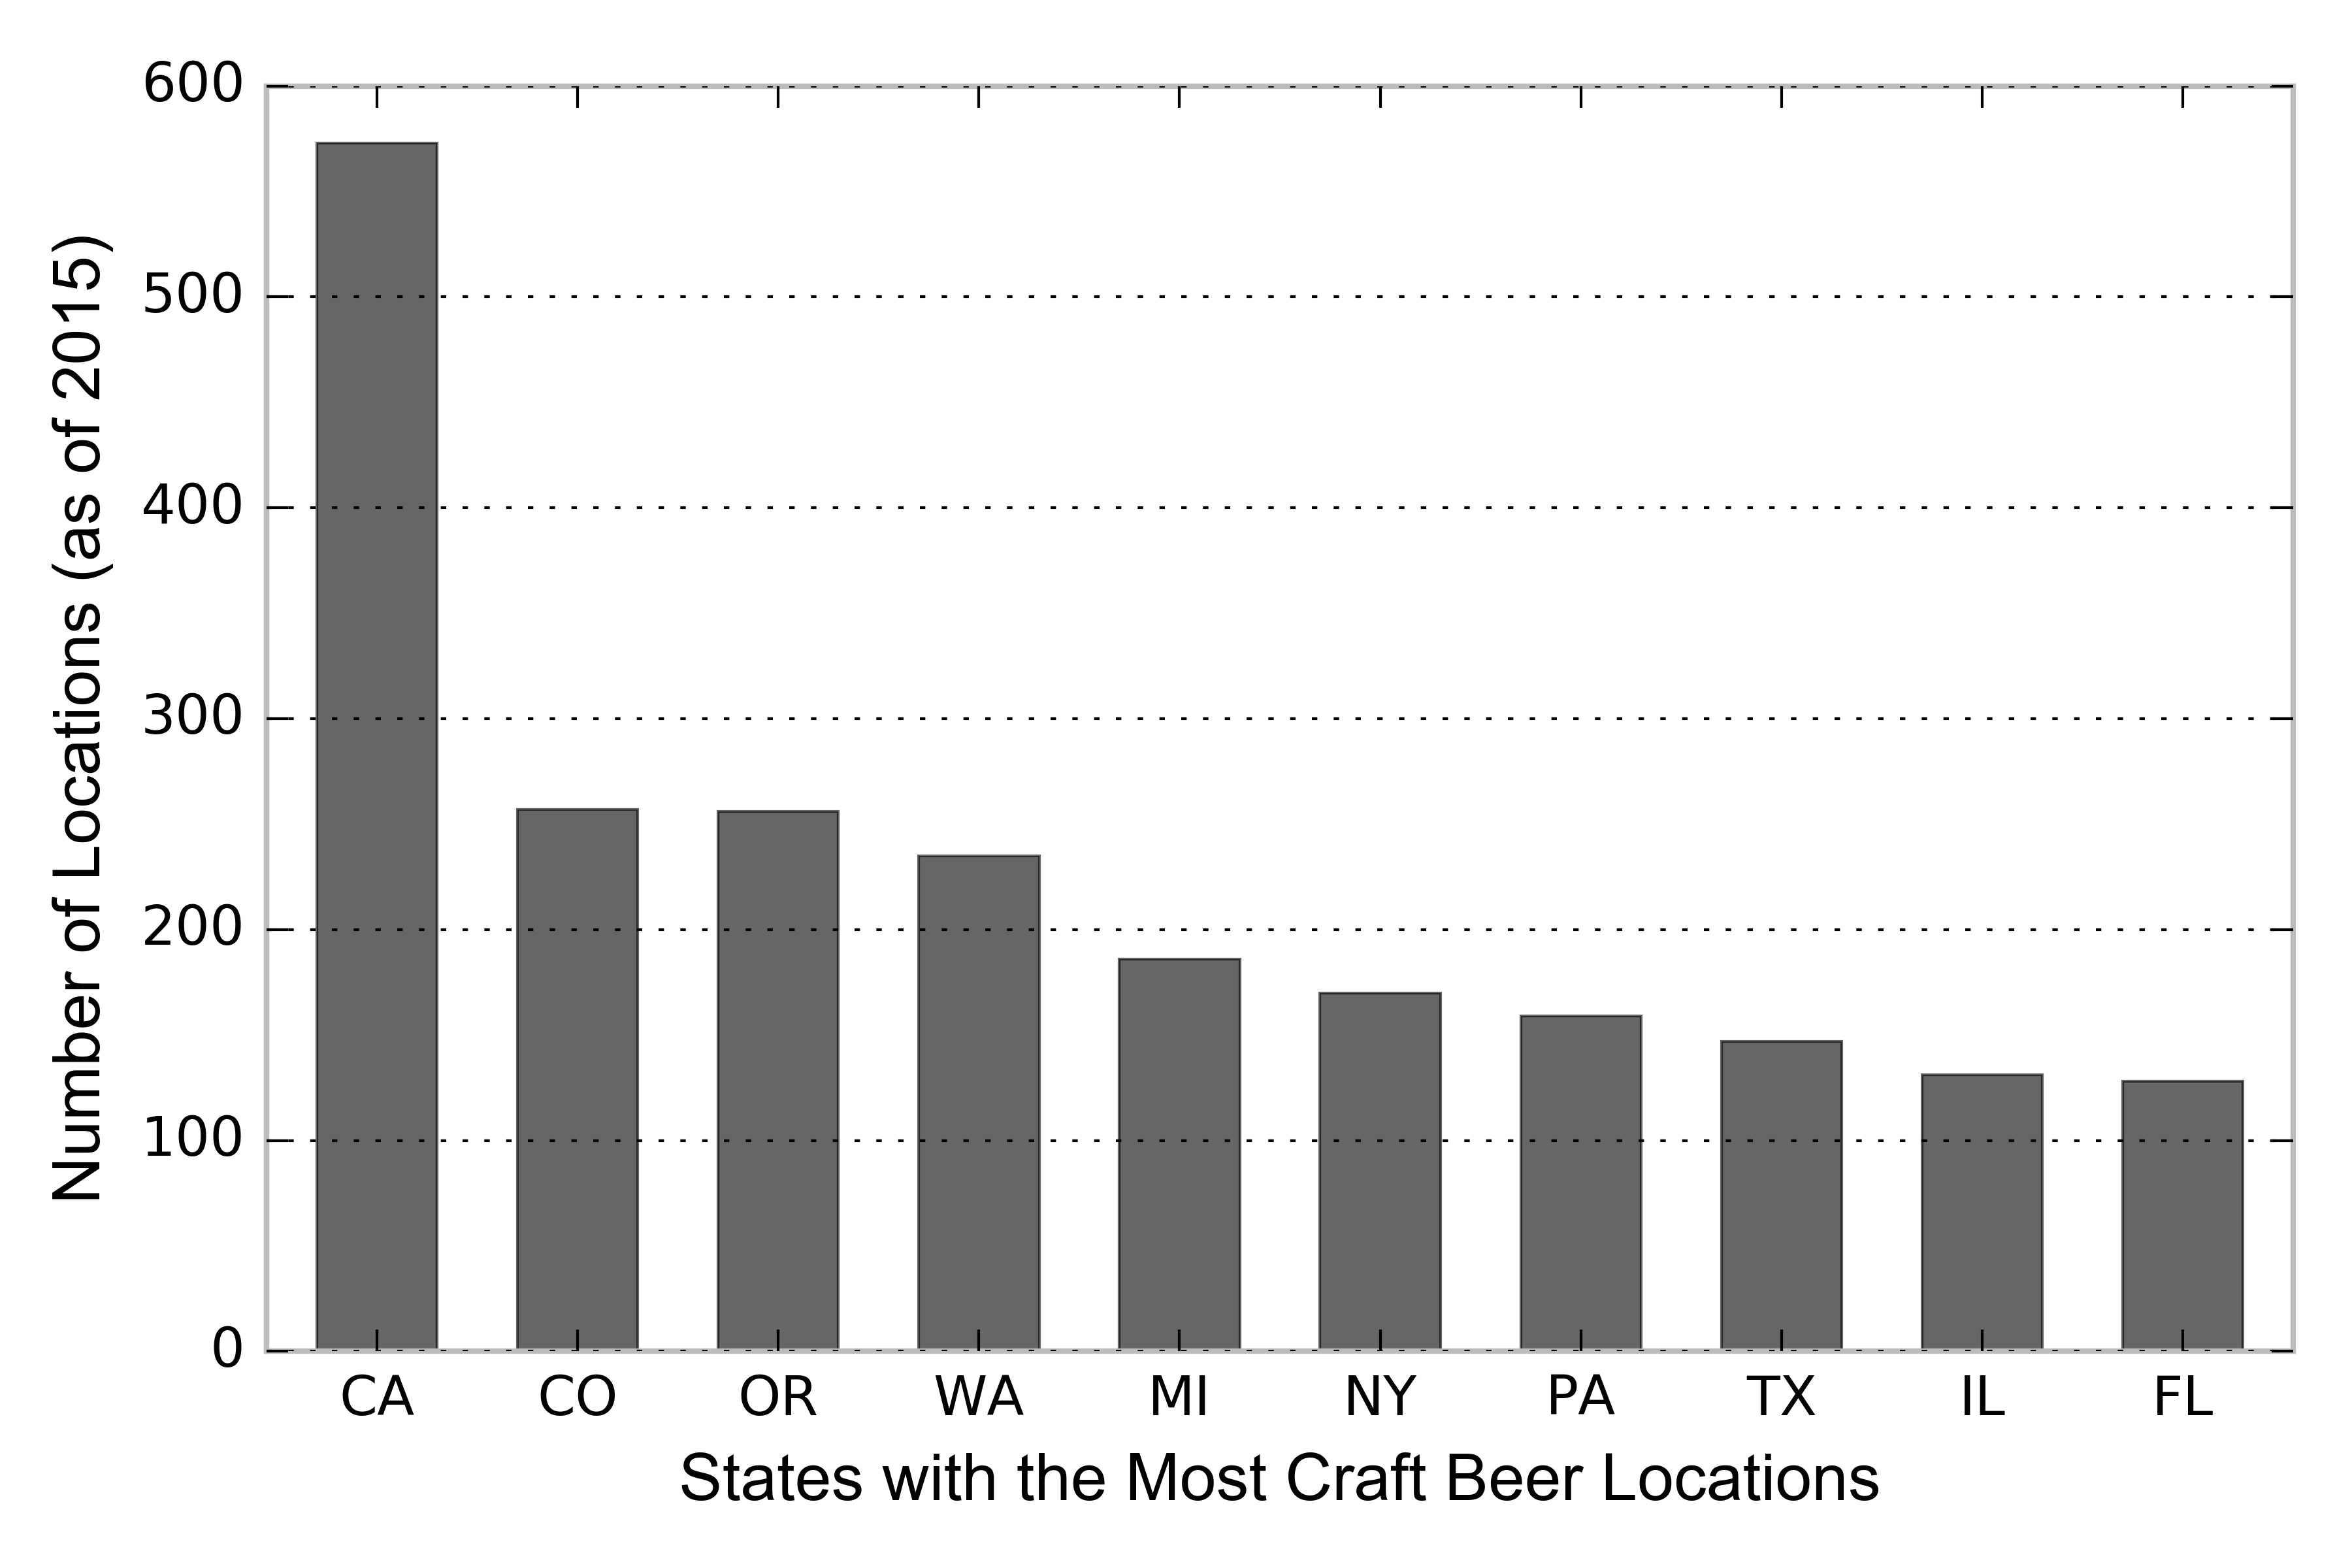 Number of Locations (as of 2015)
600
500
400
300
200
100
0
CA CO OR WA MI NY PA TX IL FL
States with the Most Craft Beer Locations